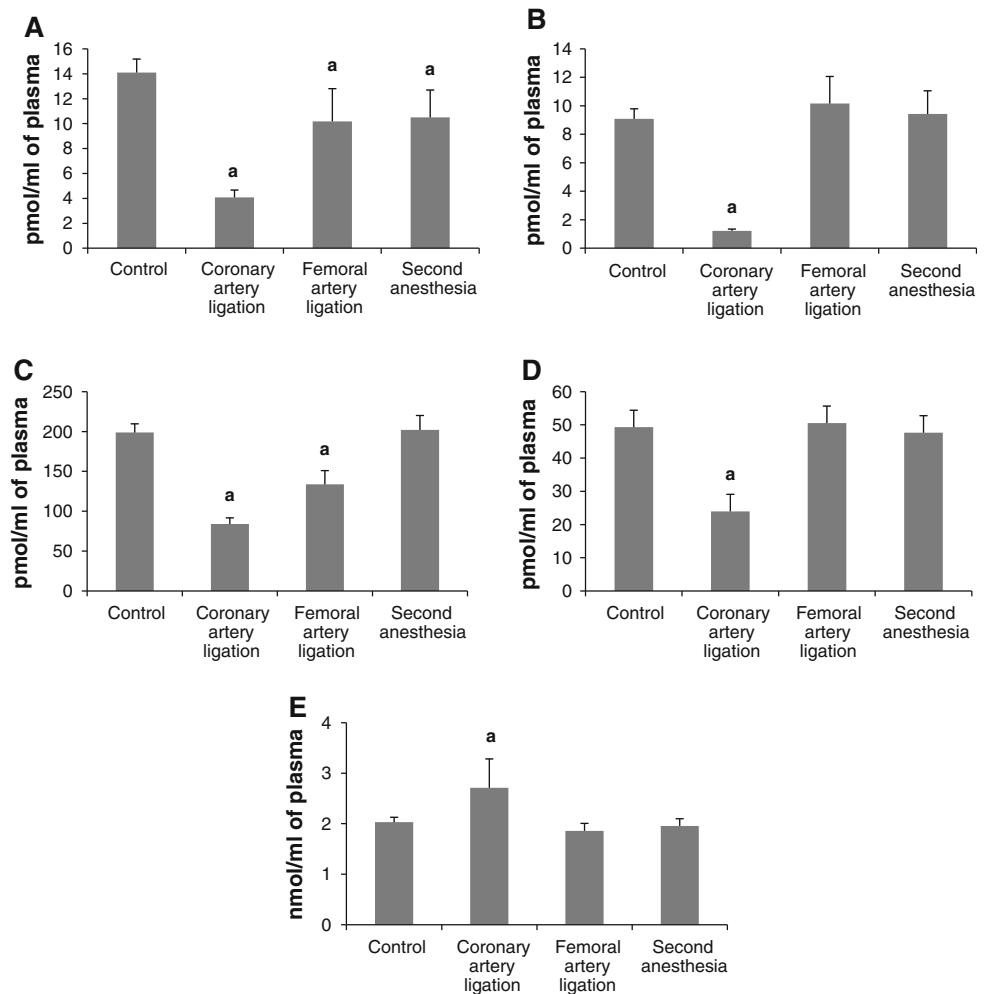 A
pmol/ml of plasma
16
14
12
10
8
6
4
2
0
a
a
a
Control
Coronary
artery
ligation
Femoral
artery
ligation
Second
anesthesia
B
pmol/ml of plasma
14
12
10
8
6
4
2
0
a
Control
Coronary
artery
ligation
Femoral
artery
ligation
Second
anesthesia
C
pmol/ml of plasma
250
200
150
100
50
0
a
a
Control
Coronary
artery
ligation
Femoral
artery
ligation
Second
anesthesia
D
pmol/ml of plasma
60
50
40
30
20
10
0
a
Control
Coronary
artery
ligation
Femoral
artery
ligation
Second
anesthesia
E
nmol/ml of plasma
4
3
2
1
0
a
Control
Coronary
artery
ligation
Femoral
artery
ligation
Second
anesthesia